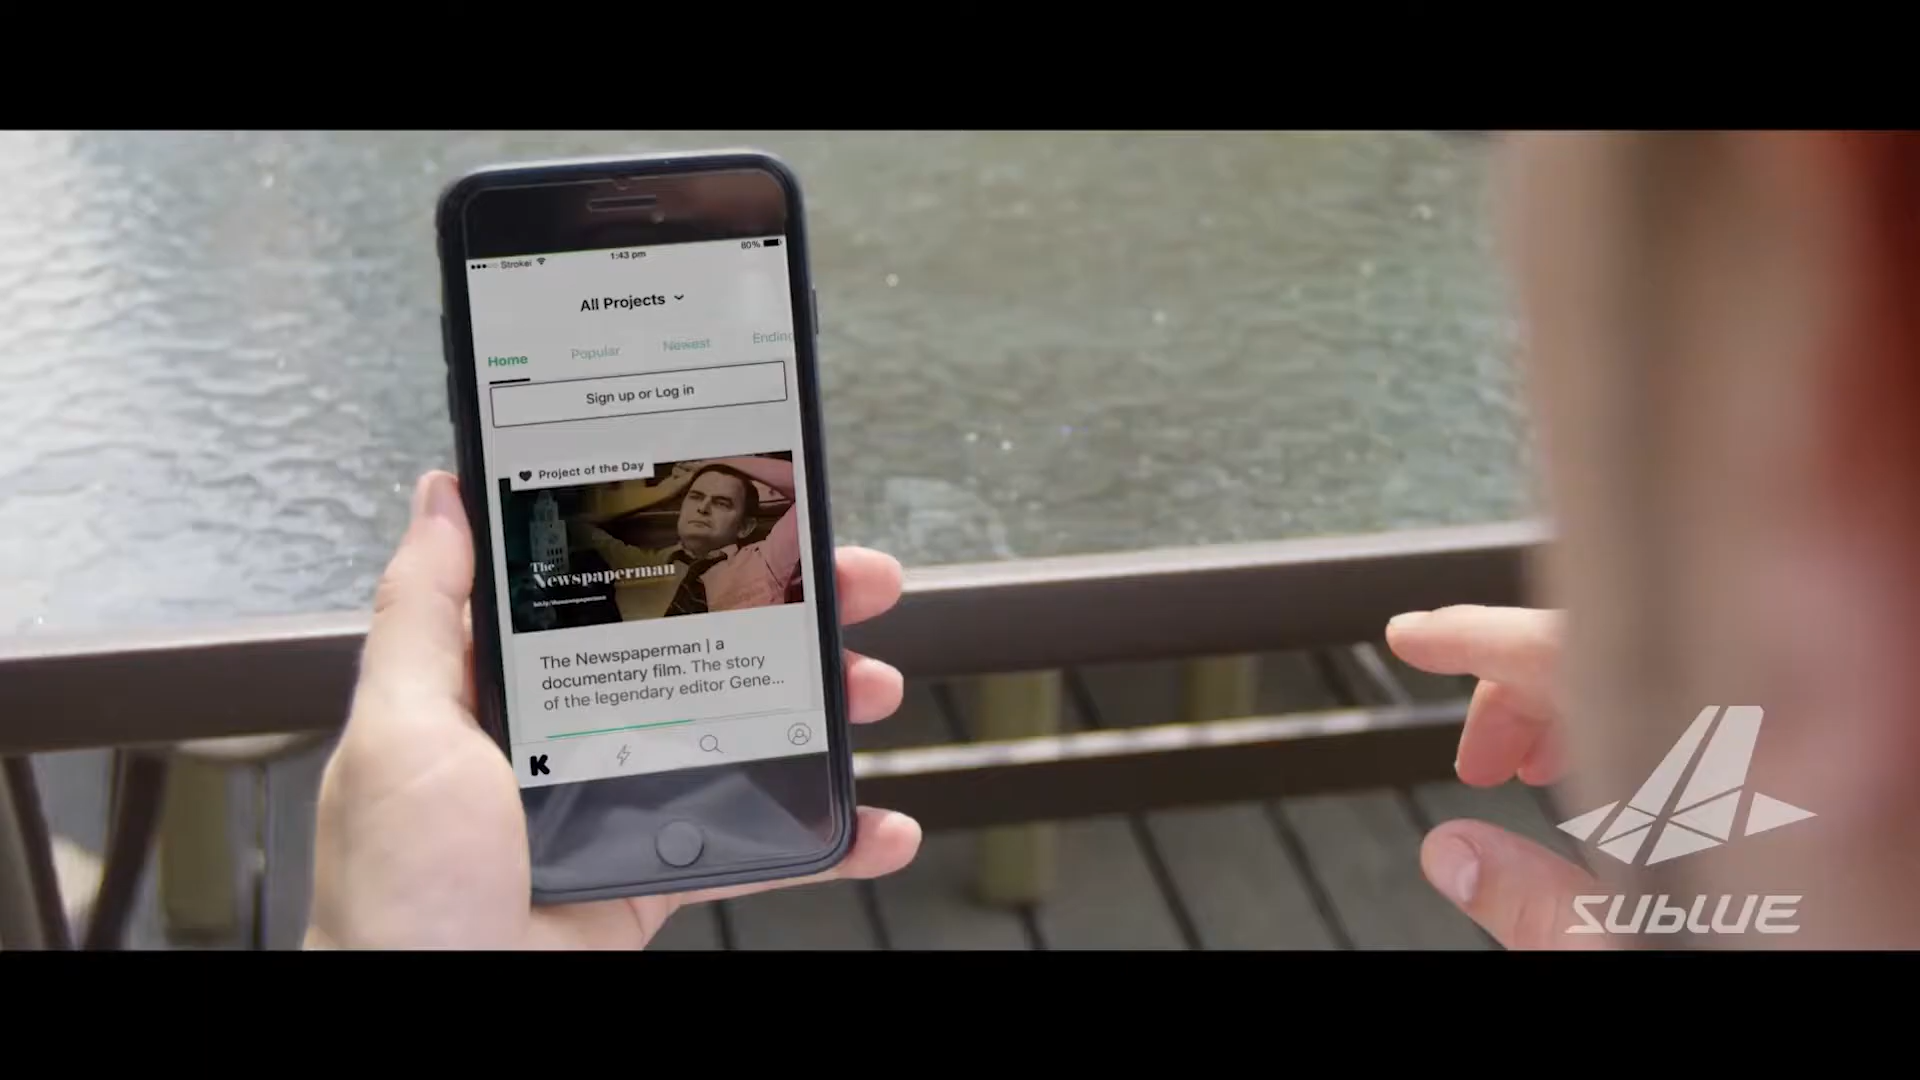 Strokei
1:43 pm
80%
All Projects
Home
Popular
Newest
Ending
Sign up or Log in
Project of the Day
The
Newspaperman
The Newspaperman | a
documentary film. The story
of the legendary editor Gene...
K
SUBLUE